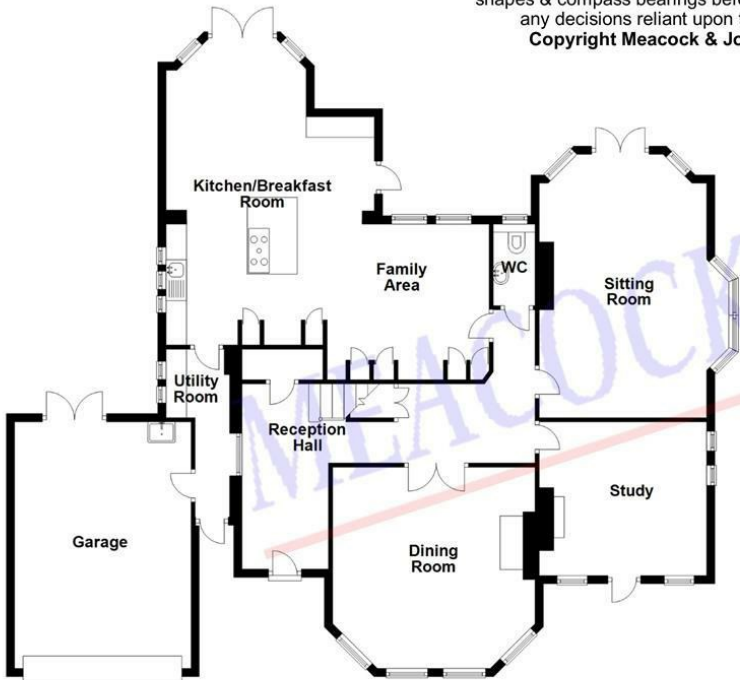 any decisions reliant upon
Copyright Meacock & Jo
Kitchen/Breakfast
Room
Family
Area
WC
Sitting
Room
Utility
Room
Reception
Hall
Study
Garage
Dining
Room
MEACOCK